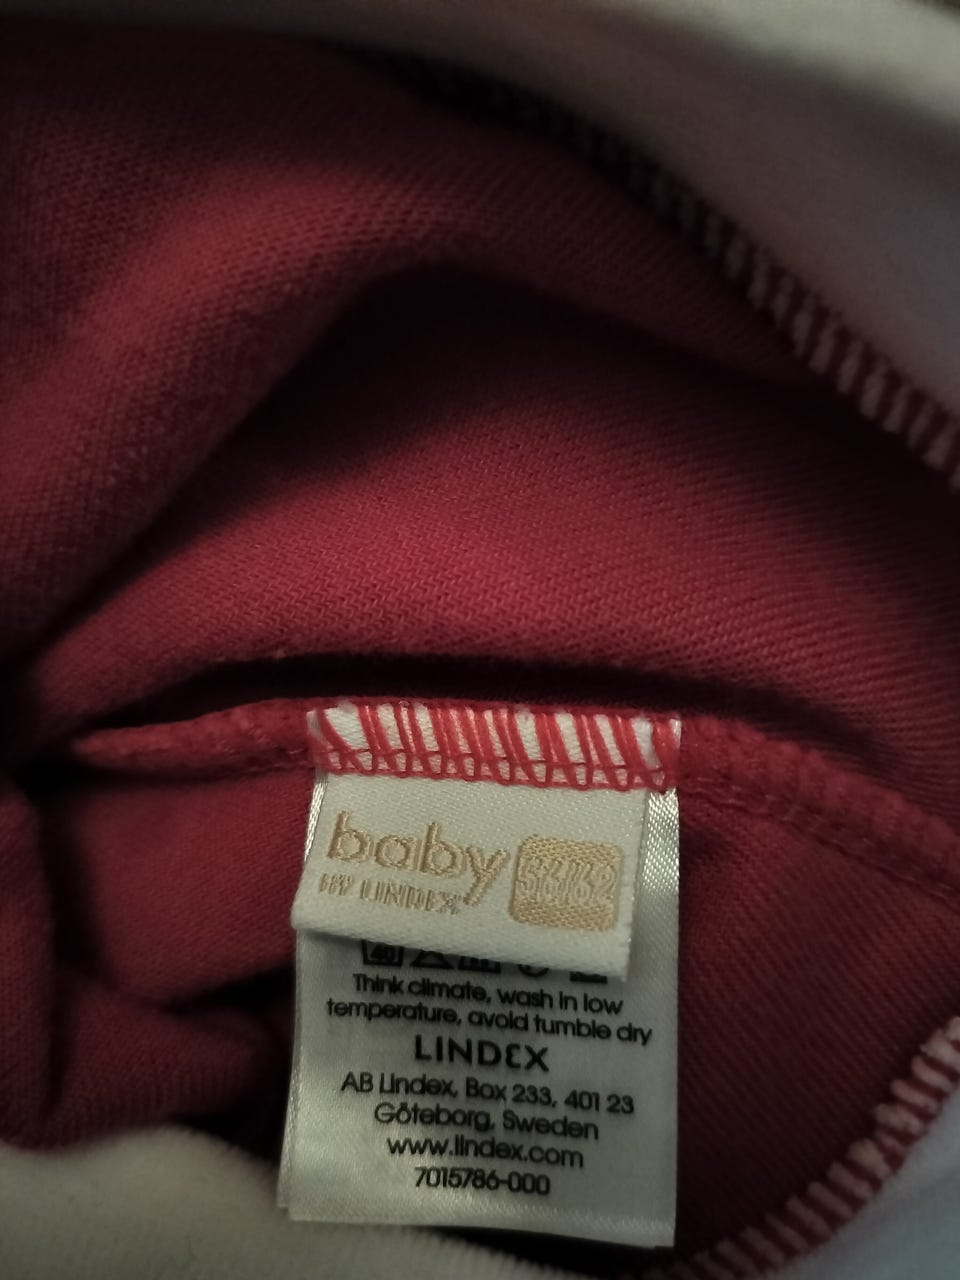 baby
BY LINDEX
56/62
40
Think climate, wash in low
temperature, avoid tumble dry
LINDEX
AB Lindex, Box 233, 401 23
Göteborg, Sweden
www.lindex.com
7015786-000